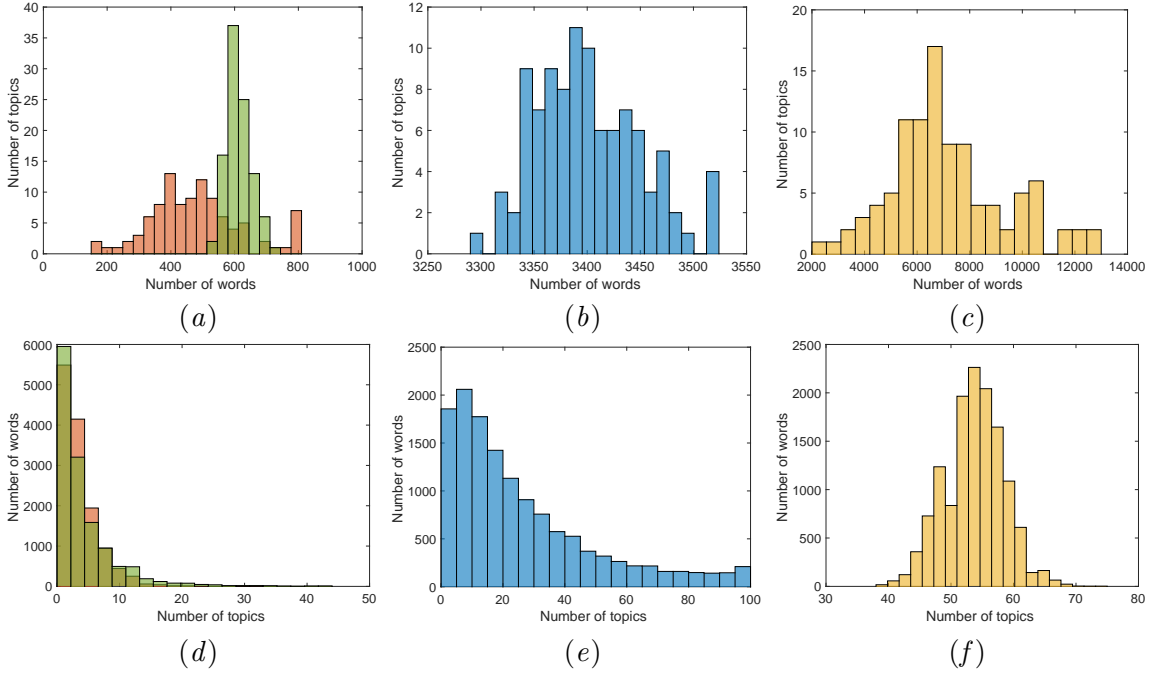 40
35
30
25
20
15
10
5
0
Number of topics
0 200 400 600 800 1000
Number of words
(a)
12
10
8
6
4
2
0
Number of topics
3250 3300 3350 3400 3450 3500 3550
Number of words
(b)
20
15
10
5
0
Number of topics
2000 4000 6000 8000 10000 12000 14000
Number of words
(c)
6000
5000
4000
3000
2000
1000
0
Number of words
0 10 20 30 40 50
Number of topics
(d)
2500
2000
1500
1000
500
0
Number of words
0 20 40 60 80 100
Number of topics
(e)
2500
2000
1500
1000
500
0
Number of words
30 40 50 60 70 80
Number of topics
(f)